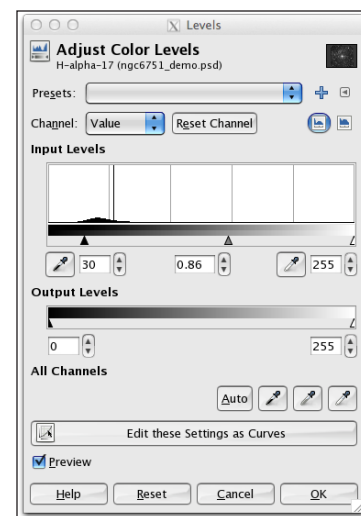 Levels
Adjust Color Levels
H-alpha-17 (ngc6751_demo.psd)
Presets:
Channel: Value Reset Channel
Input Levels
30 0.86 255
Output Levels
0 255
All Channels
Auto
Edit these Settings as Curves
Preview
Help Reset Cancel OK